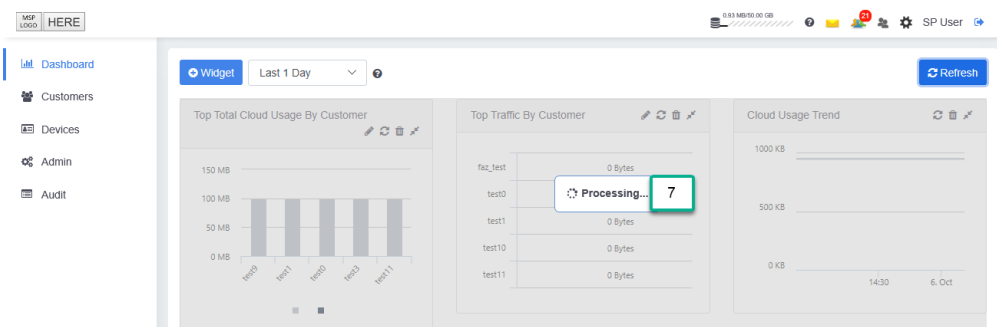 MSP LOGO HERE
0.93 MB/50.00 GB
21
SP User
Dashboard
Customers
Devices
Admin
Audit
Widget
Last 1 Day
Refresh
Top Total Cloud Usage By Customer
150 MB
100 MB
50 MB
0 MB
test9 test1 test0 test3 test11
Top Traffic By Customer
faz_test 0 Bytes
test0
Processing... 7
test1 0 Bytes
test10 0 Bytes
test11 0 Bytes
Cloud Usage Trend
1000 KB
500 KB
0 KB
14:30 6. Oct